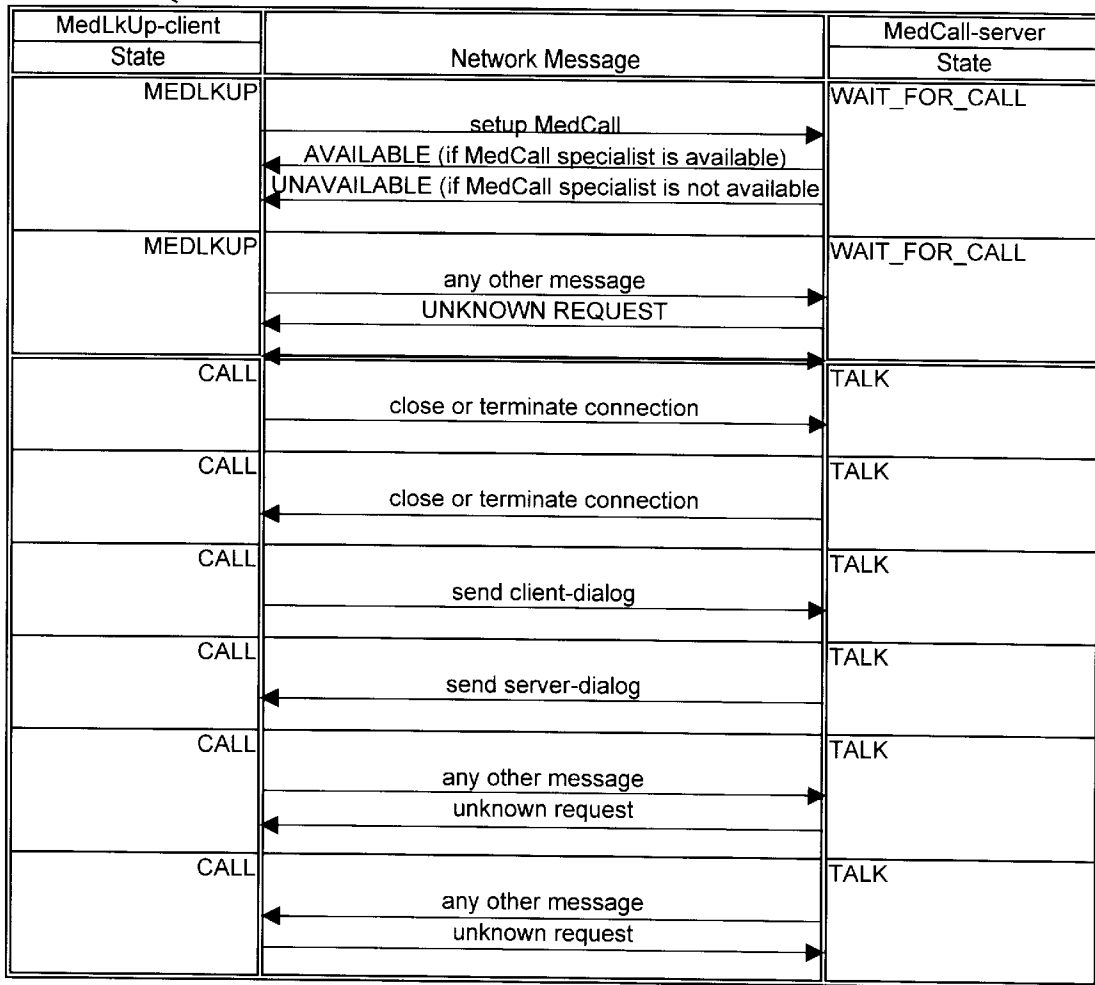 MedLkUp-client
MedCall-server
State
Network Message
State
MEDLKUP
WAIT_FOR_CALL
setup MedCall
AVAILABLE (if MedCall specialist is available)
UNAVAILABLE (if MedCall specialist is not available
MEDLKUP
WAIT_FOR_CALL
any other message
UNKNOWN REQUEST
CALL
TALK
close or terminate connection
CALL
TALK
close or terminate connection
CALL
TALK
send client-dialog
CALL
TALK
send server-dialog
CALL
TALK
any other message
unknown request
CALL
TALK
any other message
unknown request